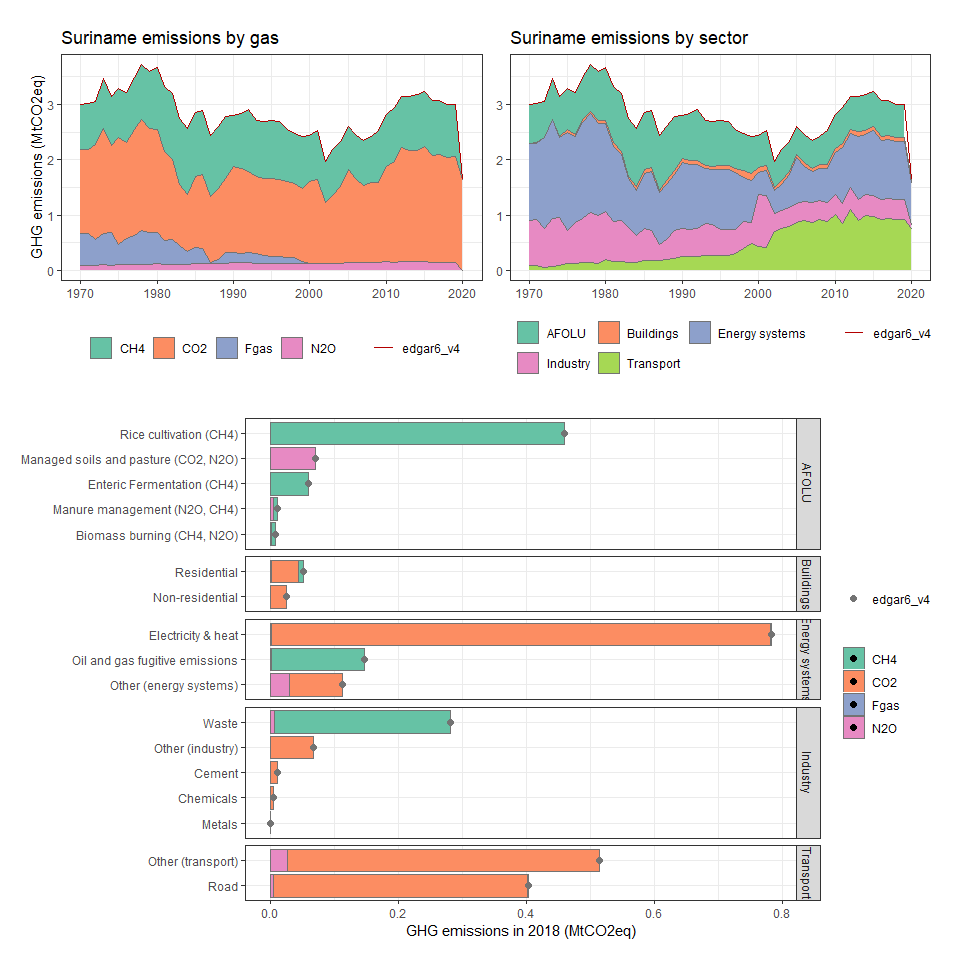 Suriname emissions by gas
Suriname emissions by sector
GHG emissions (MtCO2eq)
3
2
1
0
1970 1980 1990 2000 2010 2020
3
2
1
0
1970 1980 1990 2000 2010 2020
CH4 CO2 Fgas N2O edgar6_v4
AFOLU Buildings Energy systems edgar6_v4
Industry Transport
Rice cultivation (CH4)
Managed soils and pasture (CO2, N2O)
Enteric Fermentation (CH4)
Manure management (N2O, CH4)
Biomass burning (CH4, N2O)
AFOLU
Residential
Non-residential
Buildings
Electricity & heat
Oil and gas fugitive emissions
Other (energy systems)
Energy systems
Waste
Other (industry)
Cement
Chemicals
Metals
Industry
Other (transport)
Road
Transport
0.0 0.2 0.4 0.6 0.8
GHG emissions in 2018 (MtCO2eq)
edgar6_v4
CH4
CO2
Fgas
N2O